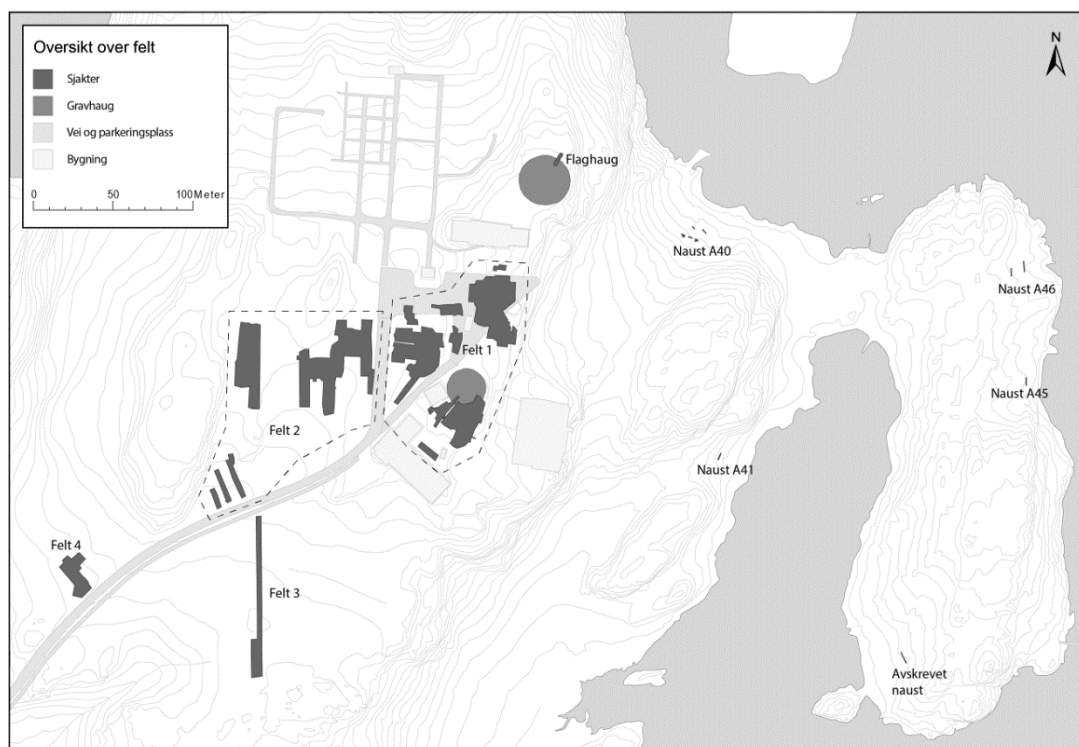 Oversikt over felt
Sjakter
Gravhaug
Vei og parkeringsplass
Bygning
0 50 100 Meter
N
Flaghaug
Naust A40
Naust A46
Felt 1
Naust A45
Felt 2
Naust A41
Felt 4
Felt 3
Avskrevet
naust